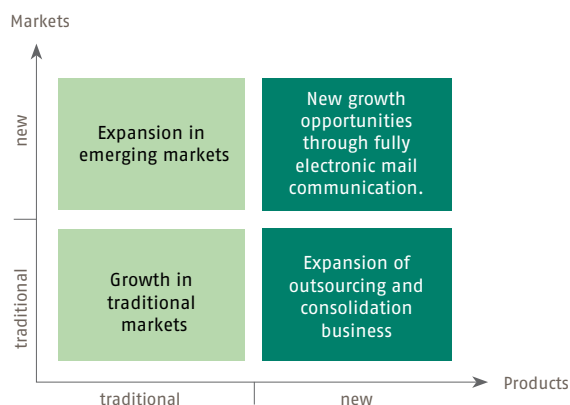 Markets
new
Expansion in
emerging markets
New growth
opportunities
through fully
electronic mail
communication.
traditional
Growth in
traditional
markets
Expansion of
outsourcing and
consolidation
business
Products
traditional
new